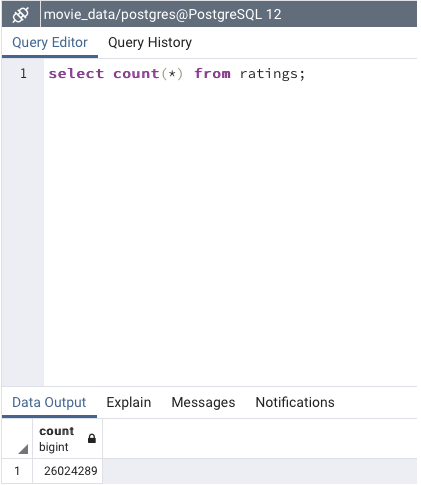 movie_data/postgres@PostgreSQL 12
Query Editor Query History
1 select count(*) from ratings;
Data Output Explain Messages Notifications
count
bigint
1 26024289